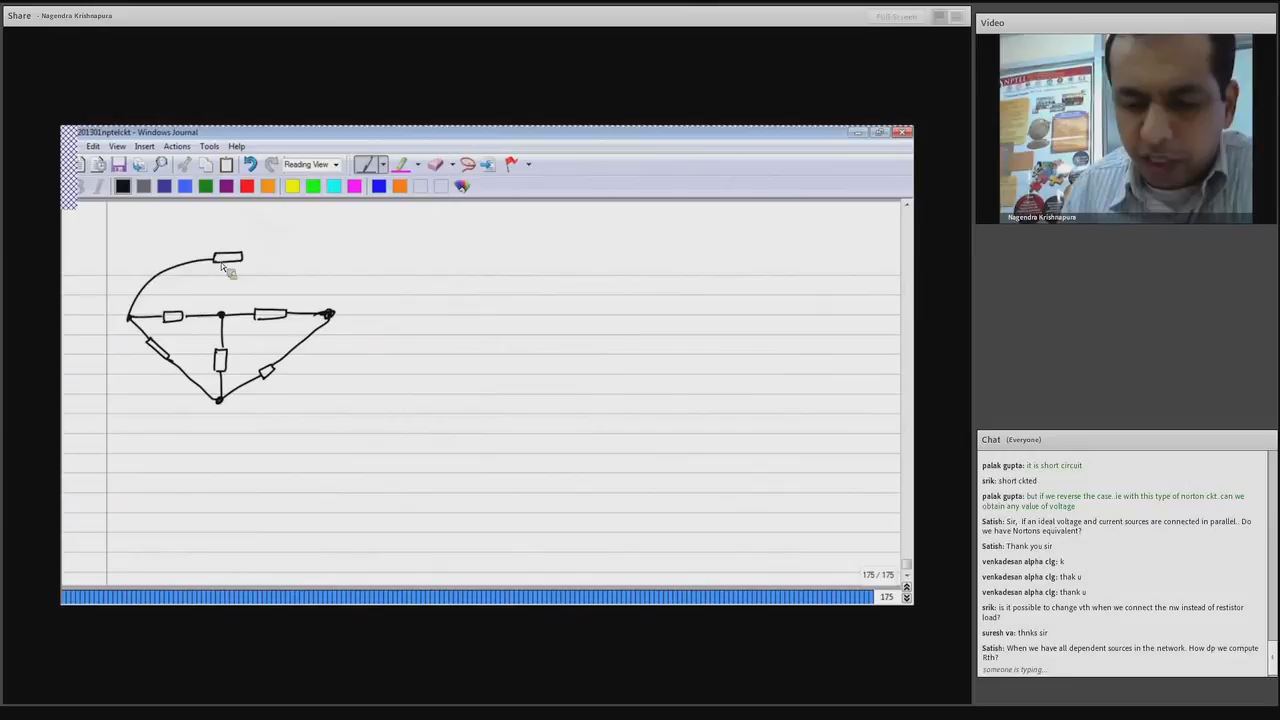 Share - Nagendra Krishnapura
Full Screen
Video
NPTEL
Nagendra Krishnapura
201301nptelckt - Windows Journal
Edit View Insert Actions Tools Help
Reading View
175 / 175
175
Chat (Everyone)
palak gupta: it is short circuit
srik: short ckted
palak gupta: but if we reverse the case..ie with this type of norton ckt .can we
obtain any value of voltage
Satish: Sir, If an ideal voltage and current sources are connected in parallel. Do
we have Nortons equivalent?
Satish: Thank you sir
venkadesan alpha clg: k
venkadesan alpha clg: thak u
venkadesan alpha clg: thank u
srik: is it possible to change vth when we connect the nw instead of restistor
load?
suresh va: thnks sir
Satish: When we have all dependent sources in the network. How dp we compute
Rth?
someone is typing...